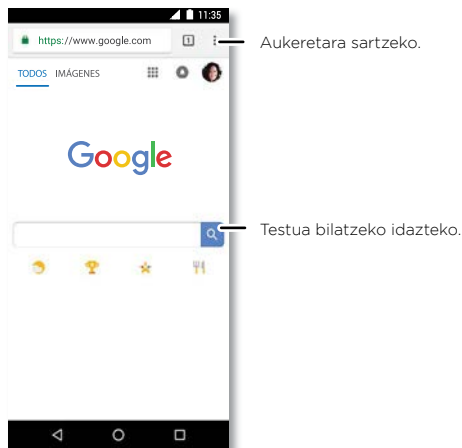 11:35
https://www.google.com
1
Aukeretara sartzeko.
TODOS IMÁGENES
Google
Testua bilatzeko idazteko.